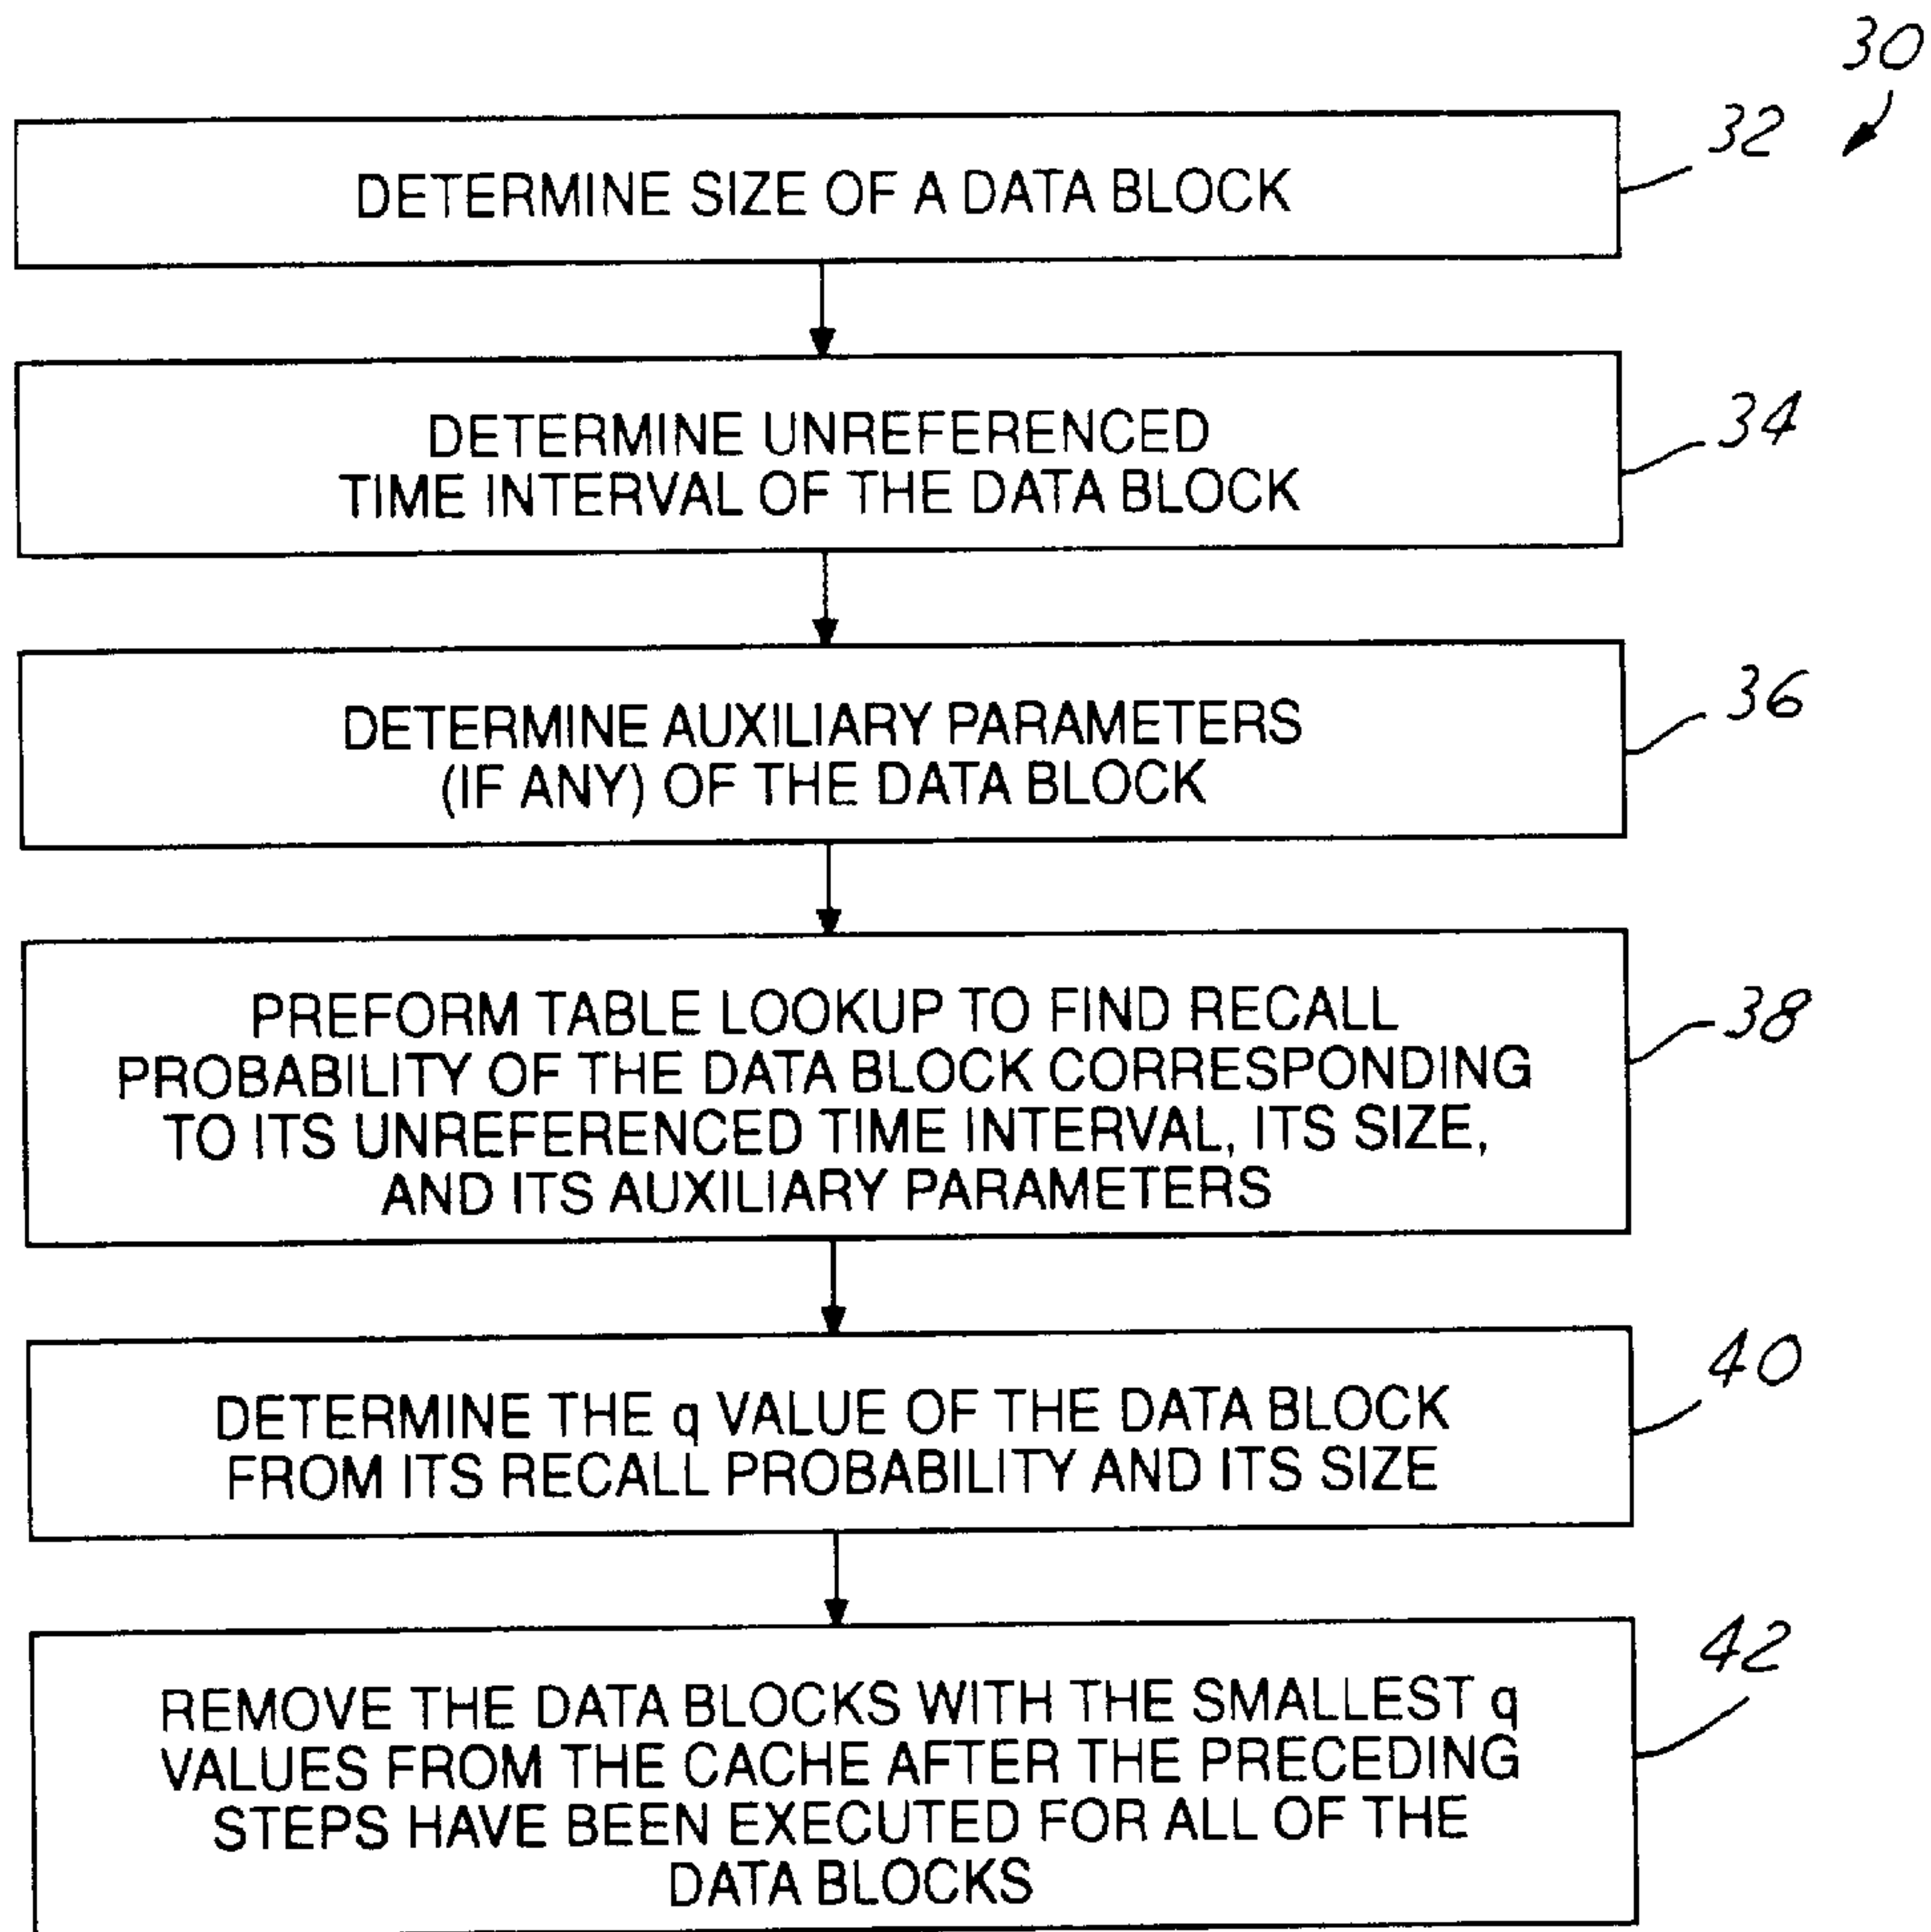 30
32
DETERMINE SIZE OF A DATA BLOCK
34
DETERMINE UNREFERENCED
TIME INTERVAL OF THE DATA BLOCK
36
DETERMINE AUXILIARY PARAMETERS
(IF ANY) OF THE DATA BLOCK
38
PREFORM TABLE LOOKUP TO FIND RECALL
PROBABILITY OF THE DATA BLOCK CORRESPONDING
TO ITS UNREFERENCED TIME INTERVAL, ITS SIZE,
AND ITS AUXILIARY PARAMETERS
40
DETERMINE THE q VALUE OF THE DATA BLOCK
FROM ITS RECALL PROBABILITY AND ITS SIZE
42
REMOVE THE DATA BLOCKS WITH THE SMALLEST q
VALUES FROM THE CACHE AFTER THE PRECEDING
STEPS HAVE BEEN EXECUTED FOR ALL OF THE
DATA BLOCKS